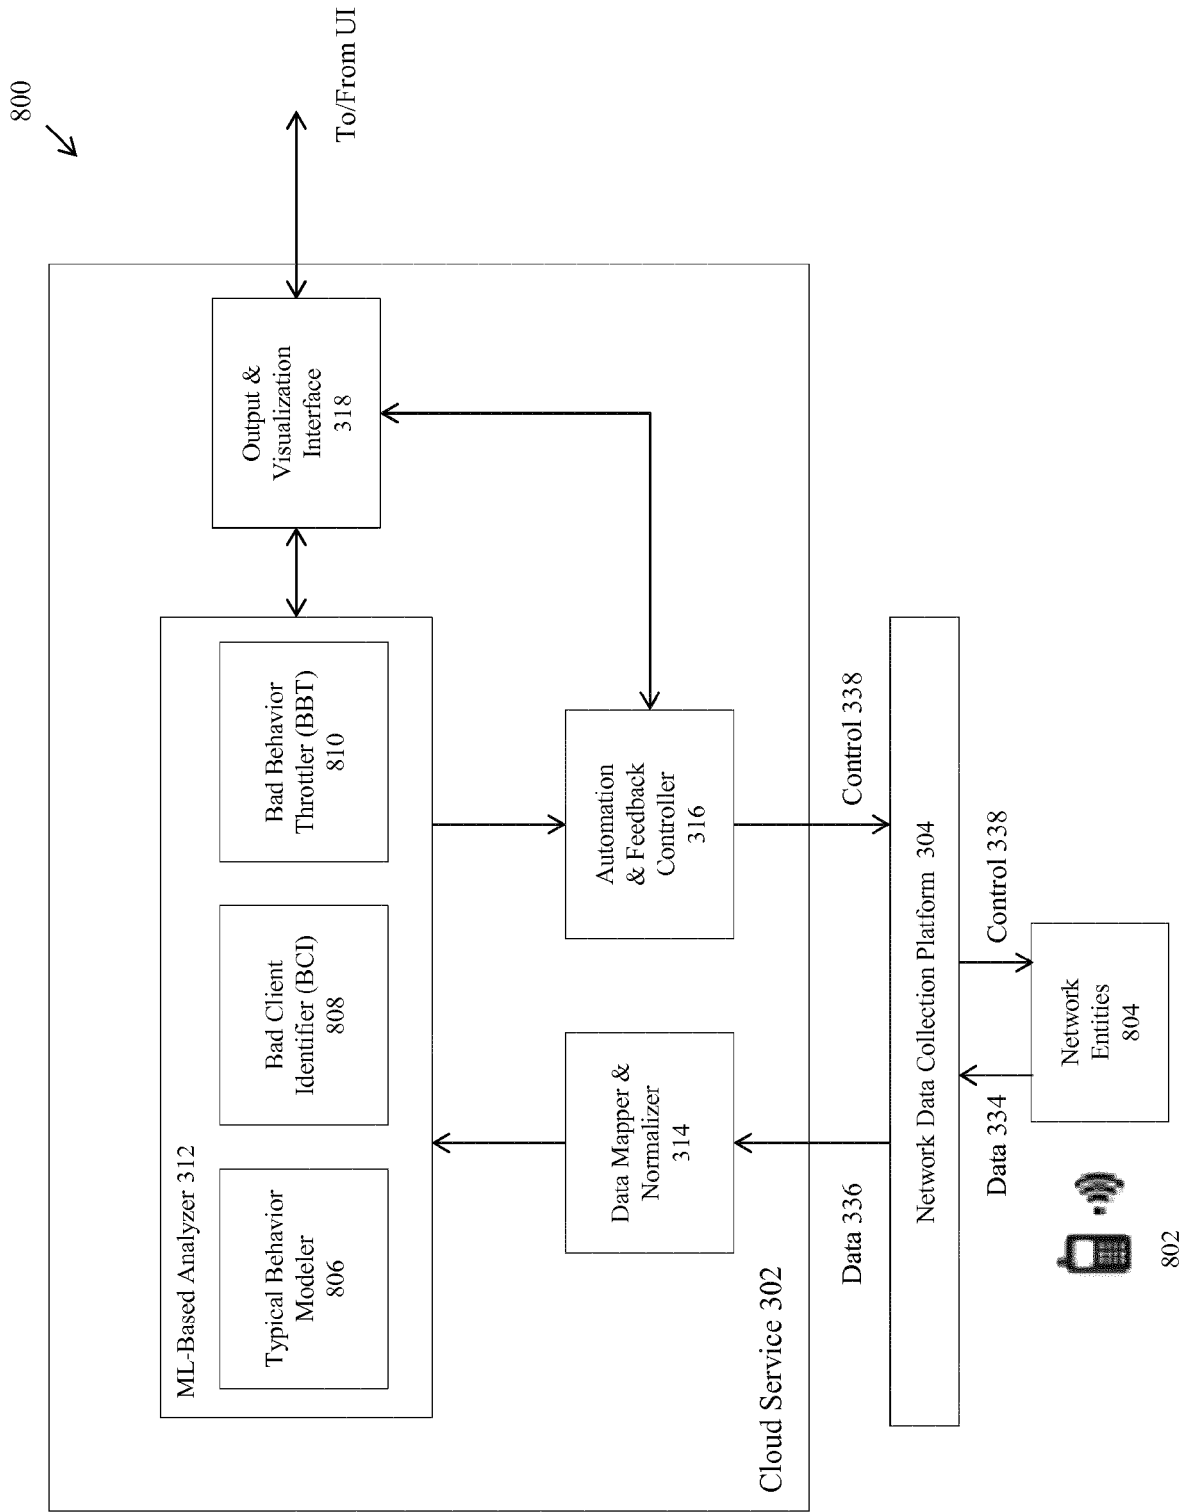 800
To/From UI
ML-Based Analyzer 312
Typical Behavior
Modeler
806
Bad Client
Identifier (BCI)
808
Bad Behavior
Throttler (BBT)
810
Output &
Visualization
Interface
318
Data Mapper &
Normalizer
314
Automation
& Feedback
Controller
316
Cloud Service 302
Data 336
Control 338
Network Data Collection Platform 304
Data 334
Control 338
Network
Entities
804
802